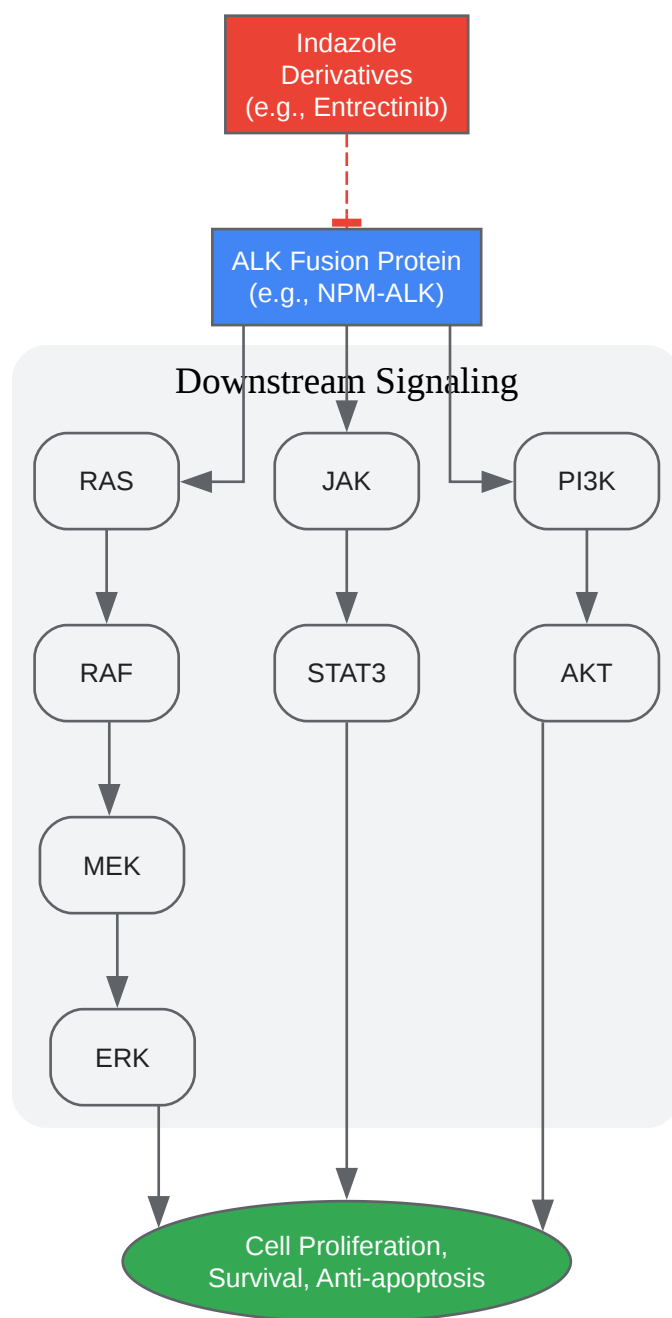 Indazole
Derivatives
(e.g., Entrectinib)
ALK Fusion Protein
(e.g., NPM-ALK)
Downstream Signaling
RAS
JAK
PI3K
RAF
STAT3
AKT
MEK
ERK
Cell Proliferation,
Survival, Anti-apoptosis